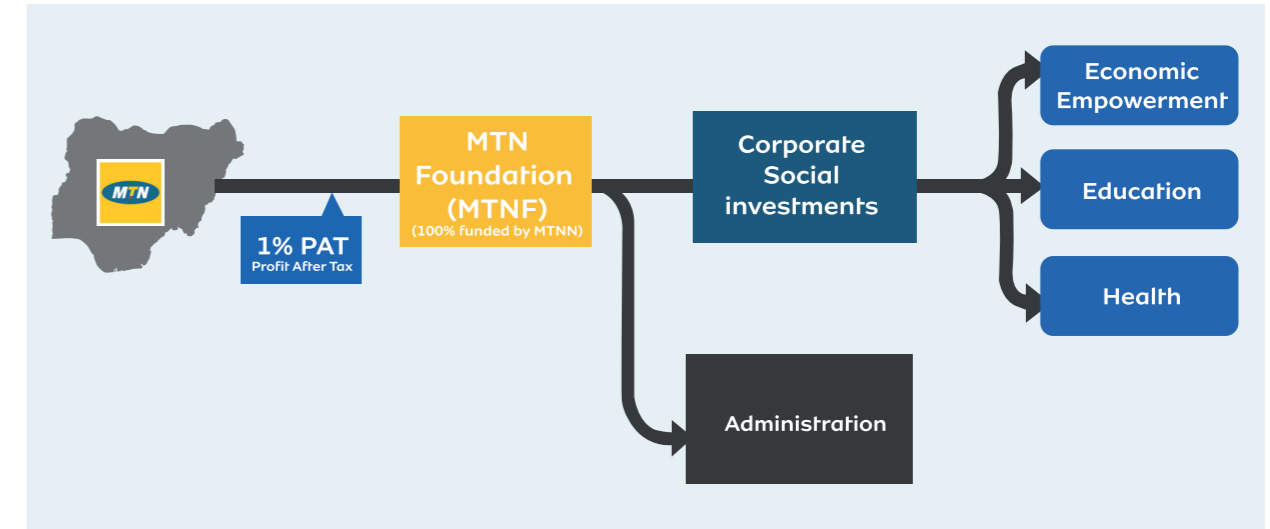 MTN
1% PAT
Profit After Tax
MTN
Foundation
(MTNF)
(100% funded by MTNN)
Corporate
Social
investments
Administration
Economic
Empowerment
Education
Health